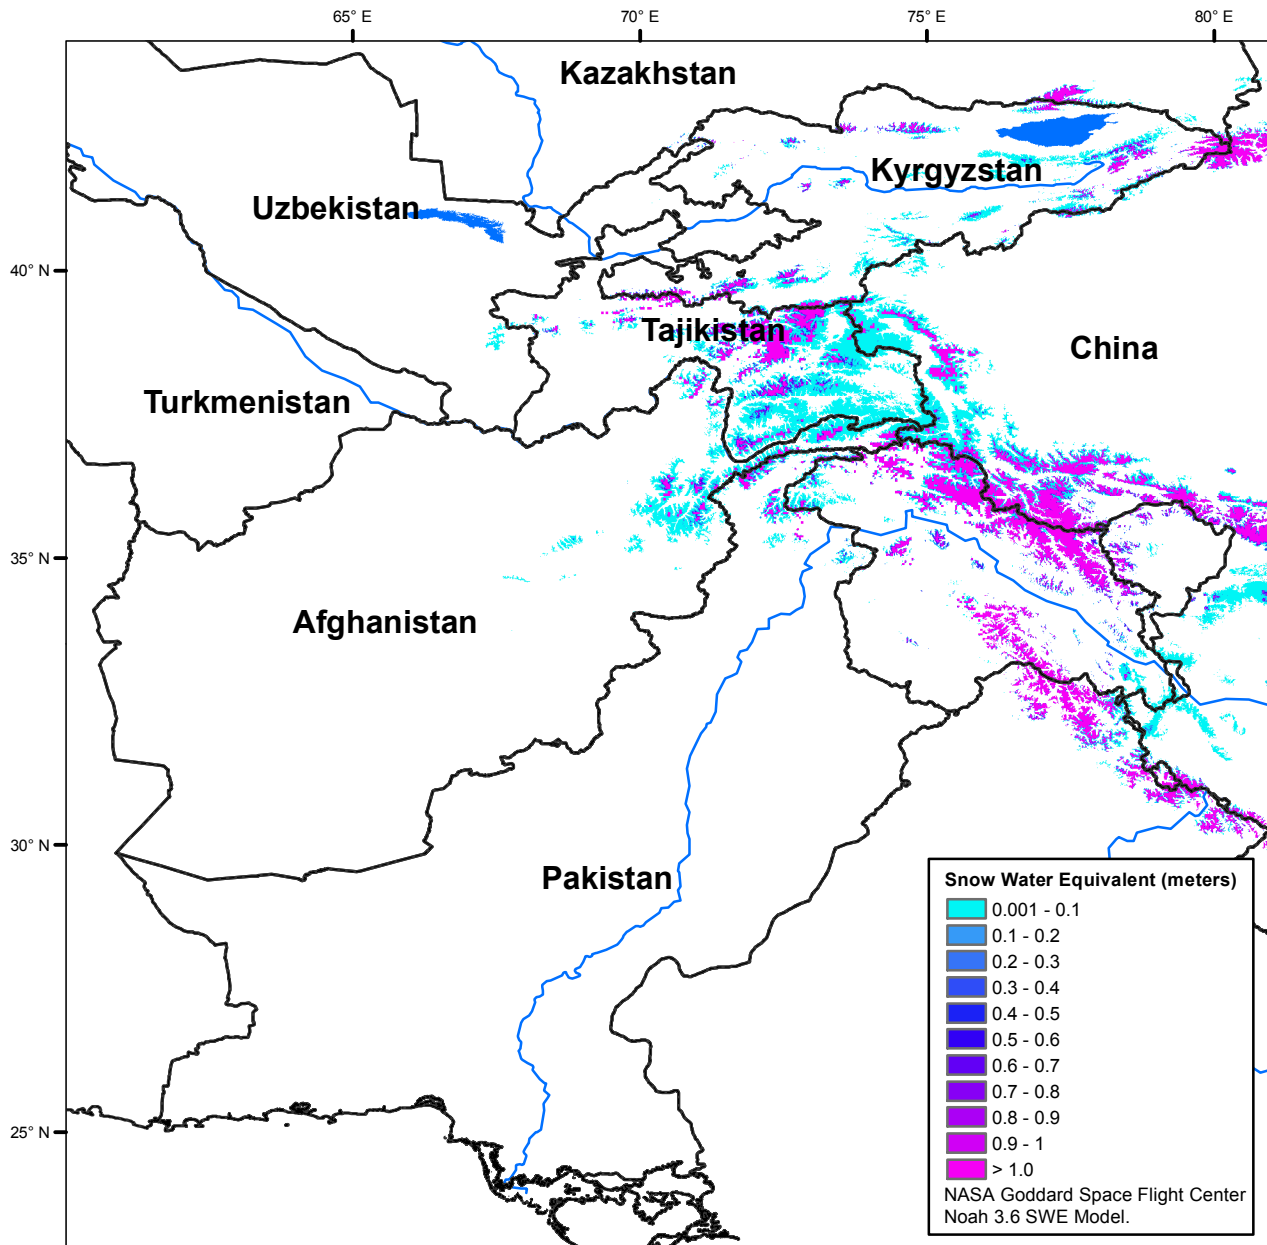 65° E
70° E
75° E
80° E
Kazakhstan
Kyrgyzstan
Uzbekistan
40° N
Tajikistan
China
Turkmenistan
35° N
Afghanistan
30° N
Pakistan
Snow Water Equivalent (meters)
0.001 - 0.1
0.1 - 0.2
0.2 - 0.3
0.3 - 0.4
0.4 - 0.5
0.5 - 0.6
0.6 - 0.7
0.7 - 0.8
0.8 - 0.9
0.9 - 1
> 1.0
25° N
NASA Goddard Space Flight Center
Noah 3.6 SWE Model.